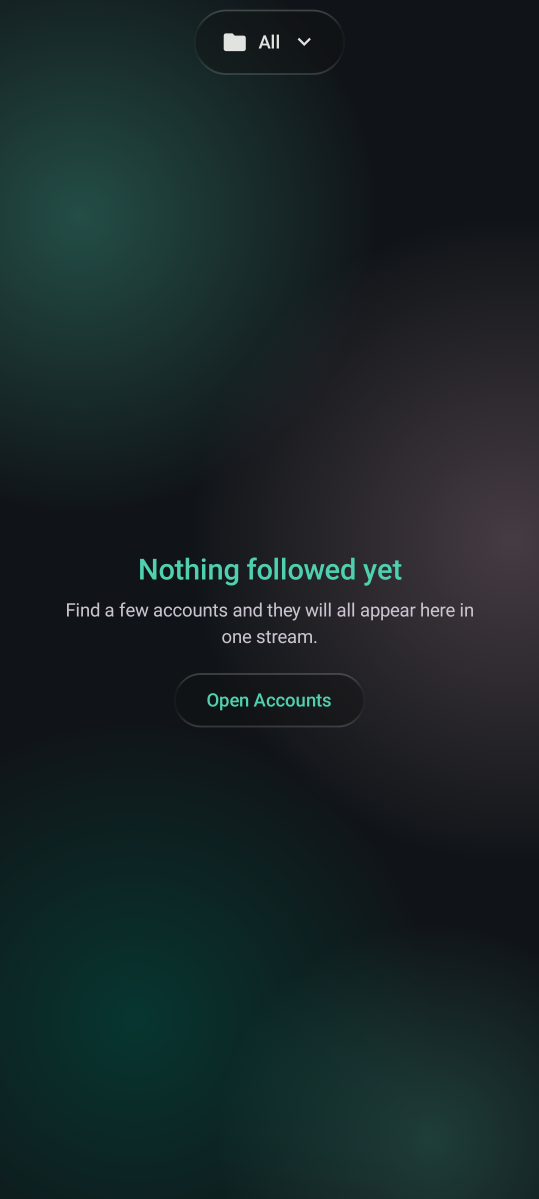 All
Nothing followed yet
Find a few accounts and they will all appear here in
one stream.
Open Accounts